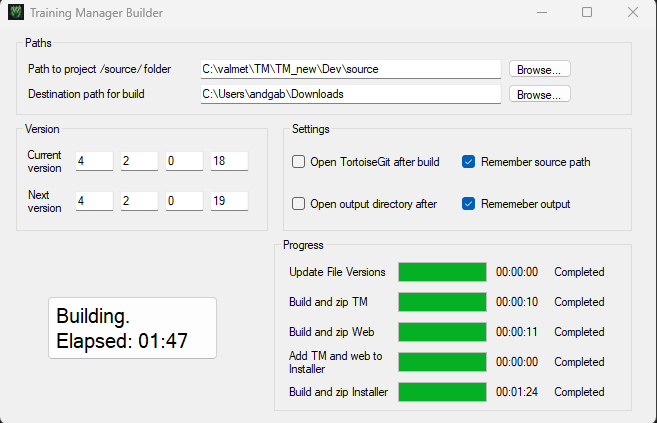 Training Manager Builder
Paths
Path to project /source/ folder
C:\valmet\TM\TM_new\Dev\source
Browse...
Destination path for build
C:\Users\andgab\Downloads
Browse...
Version
Current
version
4 2 0 18
Next
version
4 2 0 19
Settings
Open TortoiseGit after build
Remember source path
Open output directory after
Rememeber output
Progress
Update File Versions 00:00:00 Completed
Build and zip TM 00:00:10 Completed
Build and zip Web 00:00:11 Completed
Add TM and web to
Installer
00:00:00 Completed
Build and zip Installer 00:01:24 Completed
Building.
Elapsed: 01:47